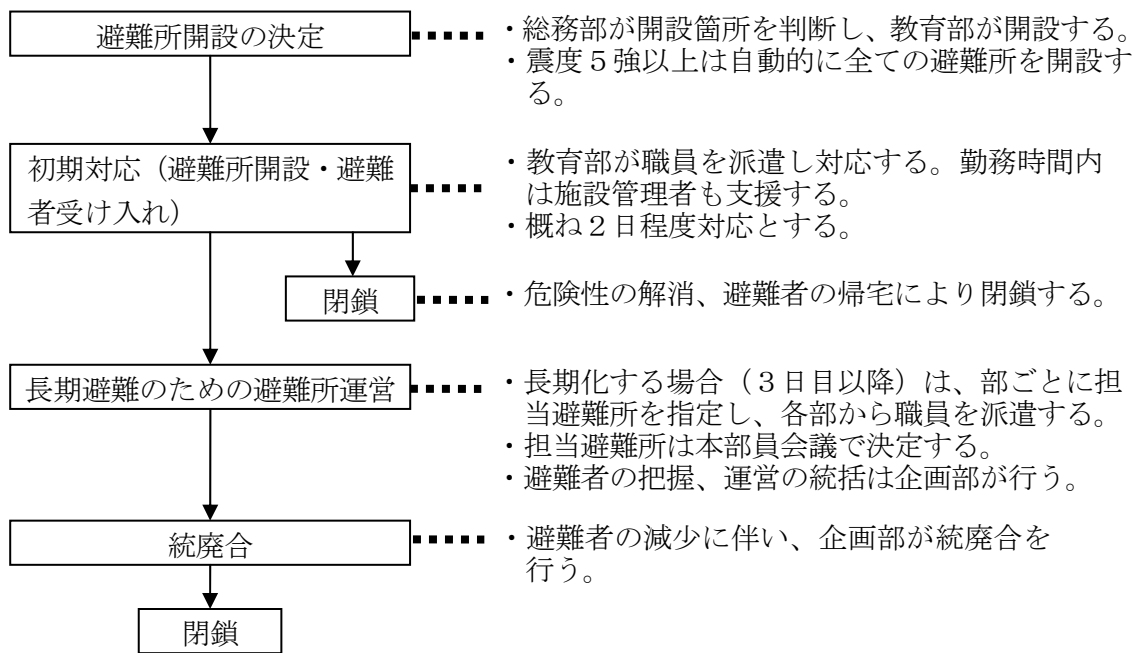 避難所開設の決定
・総務部が開設箇所を判断し、教育部が開設する。
・震度５強以上は自動的に全ての避難所を開設す
る。
初期対応（避難所開設・避難
者受け入れ）
・教育部が職員を派遣し対応する。勤務時間内
は施設管理者も支援する。
・概ね２日程度対応とする。
閉鎖
・危険性の解消、避難者の帰宅により閉鎖する。
長期避難のための避難所運営
・長期化する場合（３日目以降）は、部ごとに担
当避難所を指定し、各部から職員を派遣する。
・担当避難所は本部員会議で決定する。
・避難者の把握、運営の統括は企画部が行う。
統廃合
・避難者の減少に伴い、企画部が統廃合を
行う。
閉鎖